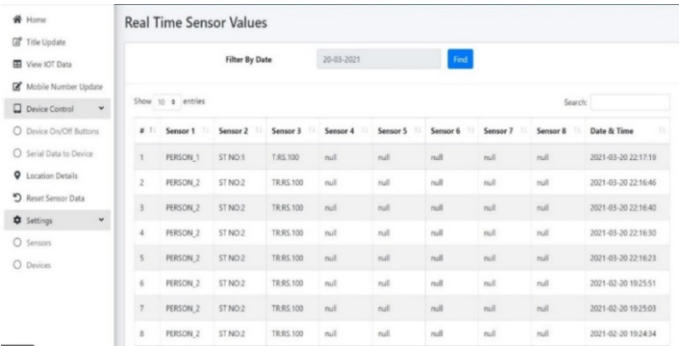 Home
Title Update
View IOT Data
Mobile Number Update
Device Control
Device On/Off Buttons
Serial Data to Device
Location Details
Reset Sensor Data
Settings
Sensors
Devices
Real Time Sensor Values
Filter By Date 20-03-2021 Find
Show 10 entries Search:
# Sensor 1 Sensor 2 Sensor 3 Sensor 4 Sensor 5 Sensor 6 Sensor 7 Sensor 8 Date & Time
1 PERSON_1 ST NO:1 T:RS.100 null null null null null 2021-03-20 22:17:19
2 PERSON_2 ST NO:2 TR:RS.100 null null null null null 2021-03-20 22:16:46
3 PERSON_2 ST NO:2 TR:RS.100 null null null null null 2021-03-20 22:16:40
4 PERSON_2 ST NO:2 TR:RS.100 null null null null null 2021-03-20 22:16:30
5 PERSON_2 ST NO:2 TR:RS.100 null null null null null 2021-03-20 22:16:23
6 PERSON_2 ST NO:2 TR:RS.100 null null null null null 2021-02-20 19:25:51
7 PERSON_2 ST NO:2 TR:RS.100 null null null null null 2021-02-20 19:25:03
8 PERSON_2 ST NO:2 TR:RS.100 null null null null null 2021-02-20 19:24:34